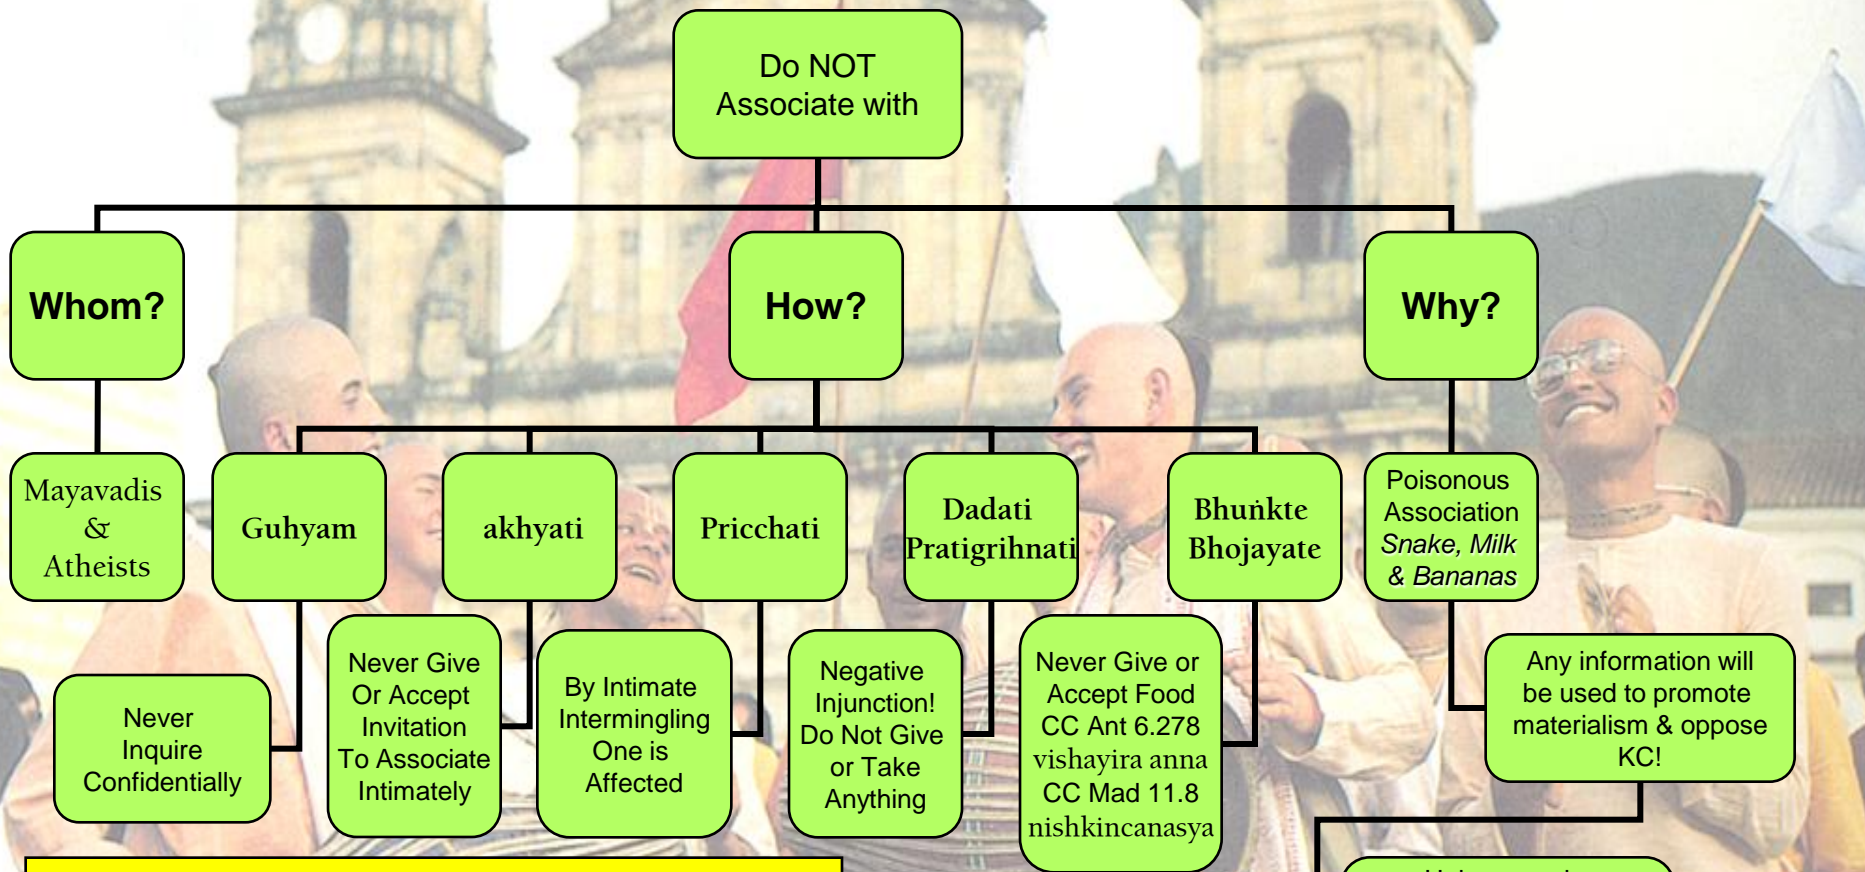 Do NOT
Associate with
Whom?
How?
Why?
Mayavadis
&
Atheists
Guhyam
akhyati
Pricchati
Dadati
Pratigrihnati
Bhuṅkte
Bhojayate
Poisonous
Association
Snake, Milk
& Bananas
Never
Inquire
Confidentially
Never Give
Or Accept
Invitation
To Associate
Intimately
By Intimate
Intermingling
One is
Affected
Negative
Injunction!
Do Not Give
or Take
Anything
Never Give or
Accept Food
CC Ant 6.278
vishayira anna
CC Mad 11.8
nishkincanasya
Any information will
be used to promote
materialism & oppose
KC!